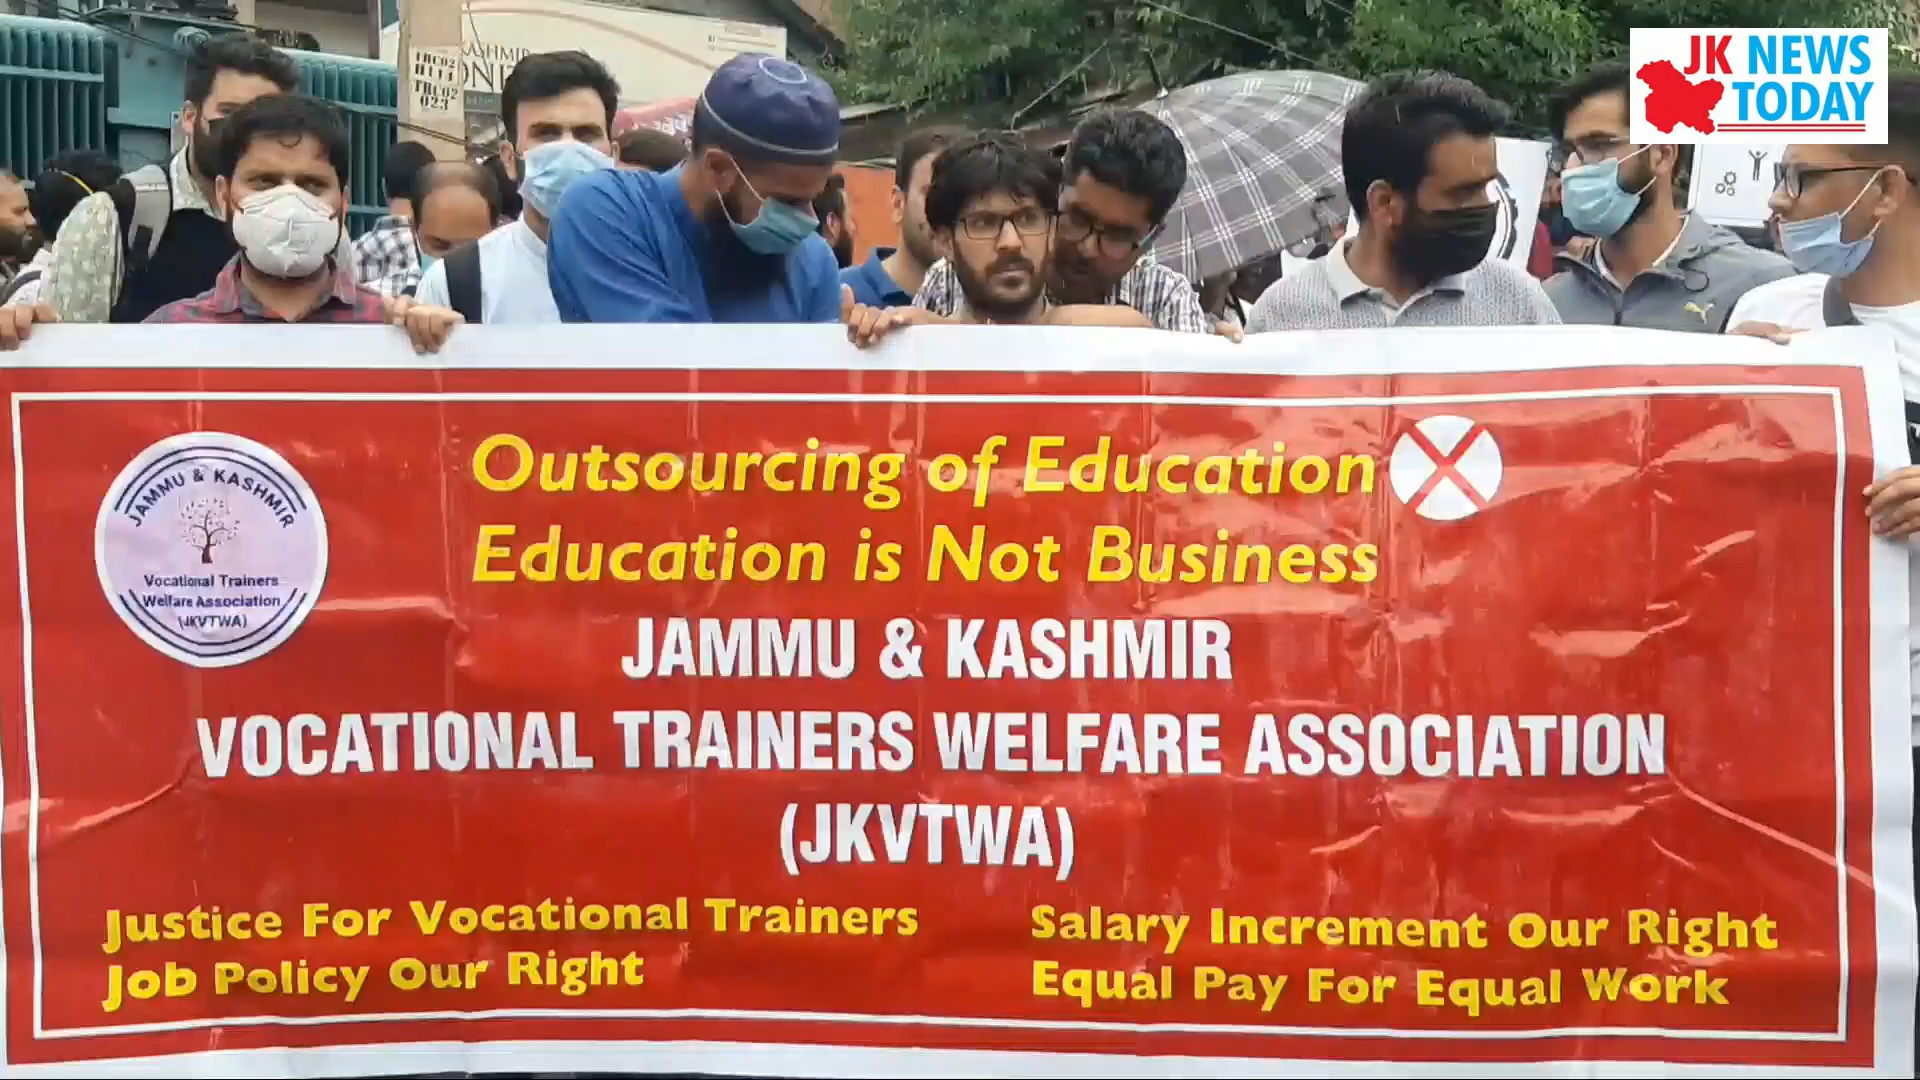 KASHMIR
JK NEWS
TODAY
Outsourcing of Education
Education is Not Business
JAMMU & KASHMIR
Vocational Trainers
Welfare Association
(JKVTWA)
JAMMU & KASHMIR
VOCATIONAL TRAINERS WELFARE ASSOCIATION
(JKVTWA)
Justice For Vocational Trainers
Job Policy Our Right
Salary Increment Our Right
Equal Pay For Equal Work